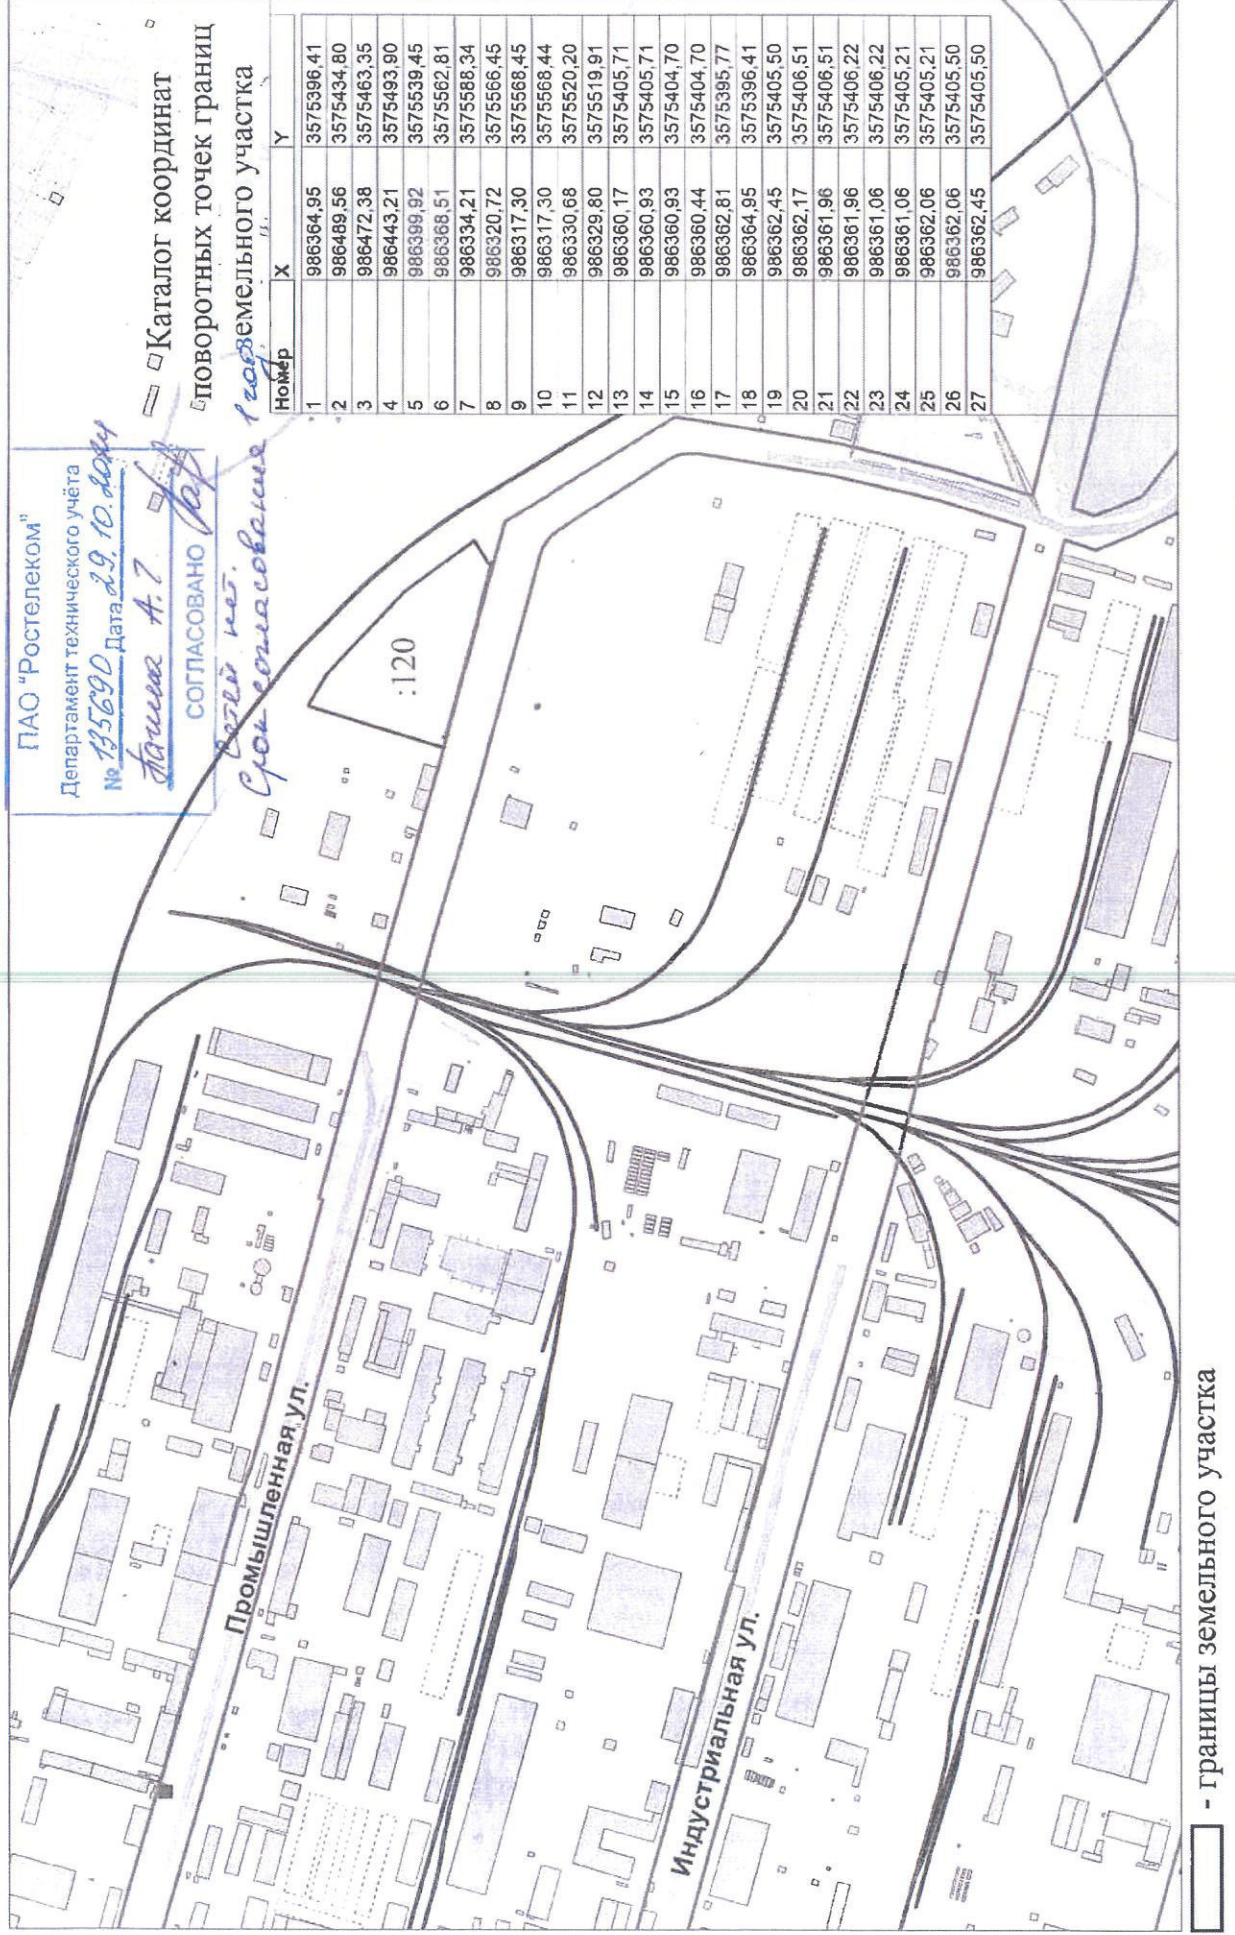 ПАО "Ростелеком"
Департамент технического учёта
№ 135690 Дата 29.10.2024
СОГЛАСОВАНО
Сетей нет.
Срок согласования 1 год.
Каталог координат
поворотных точек границ
земельного участка
Номер X Y
1 986364,95 3575396,41
2 986489,56 3575434,80
3 986472,38 3575463,35
4 986443,21 3575493,90
5 986399,92 3575539,45
6 986368,51 3575562,81
7 986334,21 3575588,34
8 986320,72 3575566,45
9 986317,30 3575568,45
10 986317,30 3575568,44
11 986330,68 3575520,20
12 986329,80 3575519,91
13 986360,17 3575405,71
14 986360,93 3575405,71
15 986360,93 3575404,70
16 986360,44 3575404,70
17 986362,81 3575395,77
18 986364,95 3575396,41
19 986362,45 3575405,50
20 986362,17 3575406,51
21 986361,96 3575406,51
22 986361,96 3575406,22
23 986361,06 3575406,22
24 986361,06 3575405,21
25 986362,06 3575405,21
26 986362,06 3575405,50
27 986362,45 3575405,50
:120
Промышленная ул.
Индустриальная ул.
- границы земельного участка